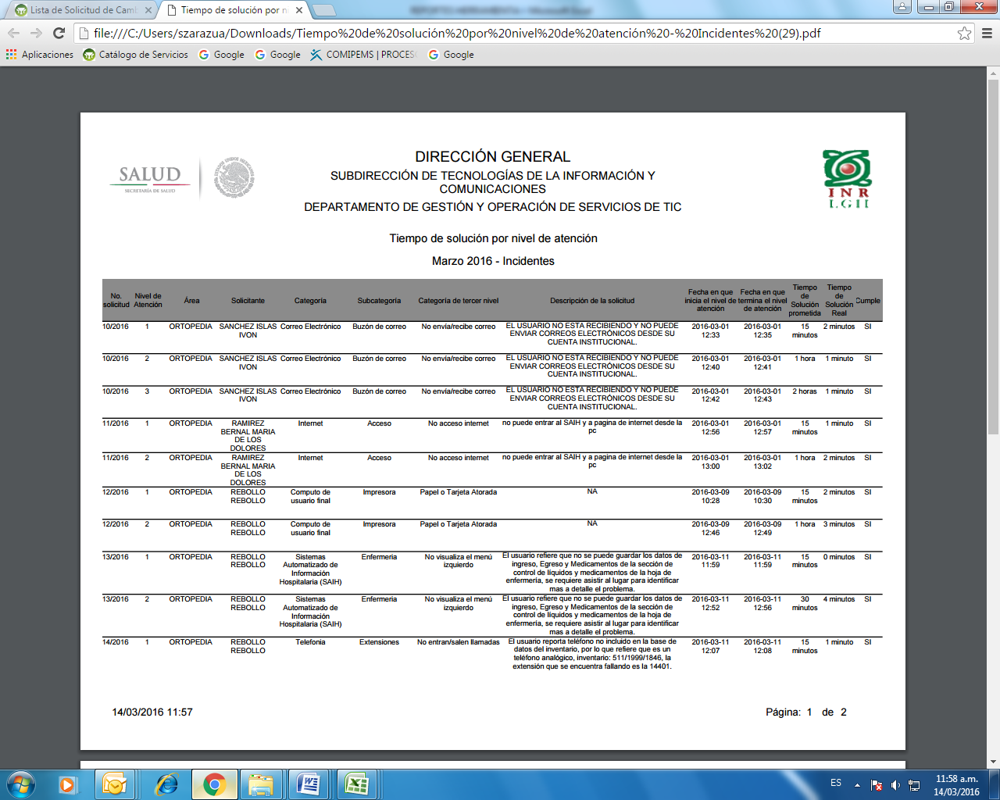 Lista de Solicitud de Cam
Tiempo de solución por n
REPORTES HERRAMIENTA - Microsoft Excel
file:///C:/Users/szarazua/Downloads/Tiempo%20de%20solución%20por%20nivel%20de%20atención%20-%20Incidentes%20(29).pdf
Aplicaciones Catálogo de Servicios Google Google COMIPEMS | PROCES Google
SALUD
SECRETARÍA DE SALUD
DIRECCIÓN GENERAL
SUBDIRECCIÓN DE TECNOLOGÍAS DE LA INFORMACIÓN Y
COMUNICACIONES
DEPARTAMENTO DE GESTIÓN Y OPERACIÓN DE SERVICIOS DE TIC
INR
LGII
Tiempo de solución por nivel de atención
Marzo 2016 - Incidentes
No. solicitud Nivel de Atención Área Solicitante Categoría Subcategoría Categoría de tercer nivel Descripción de la solicitud Fecha en que inicia el nivel de atención Fecha en que termina el nivel de atención Tiempo de Solución prometida Tiempo de Solución Real Cumple
10/2016 1 ORTOPEDIA SANCHEZ ISLAS IVON Correo Electrónico Buzón de correo No envía/recibe correo EL USUARIO NO ESTA RECIBIENDO Y NO PUEDE ENVIAR CORREOS ELECTRÓNICOS DESDE SU CUENTA INSTITUCIONAL. 2016-03-01 12:33 2016-03-01 12:35 15 minutos 2 minutos SI
10/2016 2 ORTOPEDIA SANCHEZ ISLAS IVON Correo Electrónico Buzón de correo No envía/recibe correo EL USUARIO NO ESTA RECIBIENDO Y NO PUEDE ENVIAR CORREOS ELECTRÓNICOS DESDE SU CUENTA INSTITUCIONAL. 2016-03-01 12:40 2016-03-01 12:41 1 hora 1 minuto SI
10/2016 3 ORTOPEDIA SANCHEZ ISLAS IVON Correo Electrónico Buzón de correo No envía/recibe correo EL USUARIO NO ESTA RECIBIENDO Y NO PUEDE ENVIAR CORREOS ELECTRÓNICOS DESDE SU CUENTA INSTITUCIONAL. 2016-03-01 12:42 2016-03-01 12:43 2 horas 1 minuto SI
11/2016 1 ORTOPEDIA RAMIREZ BERNAL MARIA DE LOS DOLORES Internet Acceso No acceso internet no puede entrar al SAIH y a pagina de internet desde la pc 2016-03-01 12:56 2016-03-01 12:57 15 minutos 1 minuto SI
11/2016 2 ORTOPEDIA RAMIREZ BERNAL MARIA DE LOS DOLORES Internet Acceso No acceso internet no puede entrar al SAIH y a pagina de internet desde la pc 2016-03-01 13:00 2016-03-01 13:02 1 hora 2 minutos SI
12/2016 1 ORTOPEDIA REBOLLO REBOLLO Computo de usuario final Impresora Papel o Tarjeta Atorada NA 2016-03-09 10:28 2016-03-09 10:30 15 minutos 2 minutos SI
12/2016 2 ORTOPEDIA REBOLLO REBOLLO Computo de usuario final Impresora Papel o Tarjeta Atorada NA 2016-03-09 12:46 2016-03-09 12:49 1 hora 3 minutos SI
13/2016 1 ORTOPEDIA REBOLLO REBOLLO Sistemas Automatizado de Información Hospitalaria (SAIH) Enfermeria No visualiza el menú izquierdo El usuario refiere que no se puede guardar los datos de ingreso, Egreso y Medicamentos de la sección de control de líquidos y medicamentos de la hoja de enfermería, se requiere asistir al lugar para identificar mas a detalle el problema. 2016-03-11 11:59 2016-03-11 11:59 15 minutos 0 minutos SI
13/2016 2 ORTOPEDIA REBOLLO REBOLLO Sistemas Automatizado de Información Hospitalaria (SAIH) Enfermeria No visualiza el menú izquierdo El usuario refiere que no se puede guardar los datos de ingreso, Egreso y Medicamentos de la sección de control de líquidos y medicamentos de la hoja de enfermería, se requiere asistir al lugar para identificar mas a detalle el problema. 2016-03-11 12:52 2016-03-11 12:56 30 minutos 4 minutos SI
14/2016 1 ORTOPEDIA REBOLLO REBOLLO Telefonia Extensiones No entran/salen llamadas El usuario reporta teléfono no incluido en la base de datos del inventario, por lo que refiere que es un teléfono analógico, inventario: 511/1999/1846, la extensión que se encuentra fallando es la 14401. 2016-03-11 12:07 2016-03-11 12:08 15 minutos 1 minuto SI
14/03/2016 11:57
Página: 1 de 2
ES
11:58 a.m.
14/03/2016